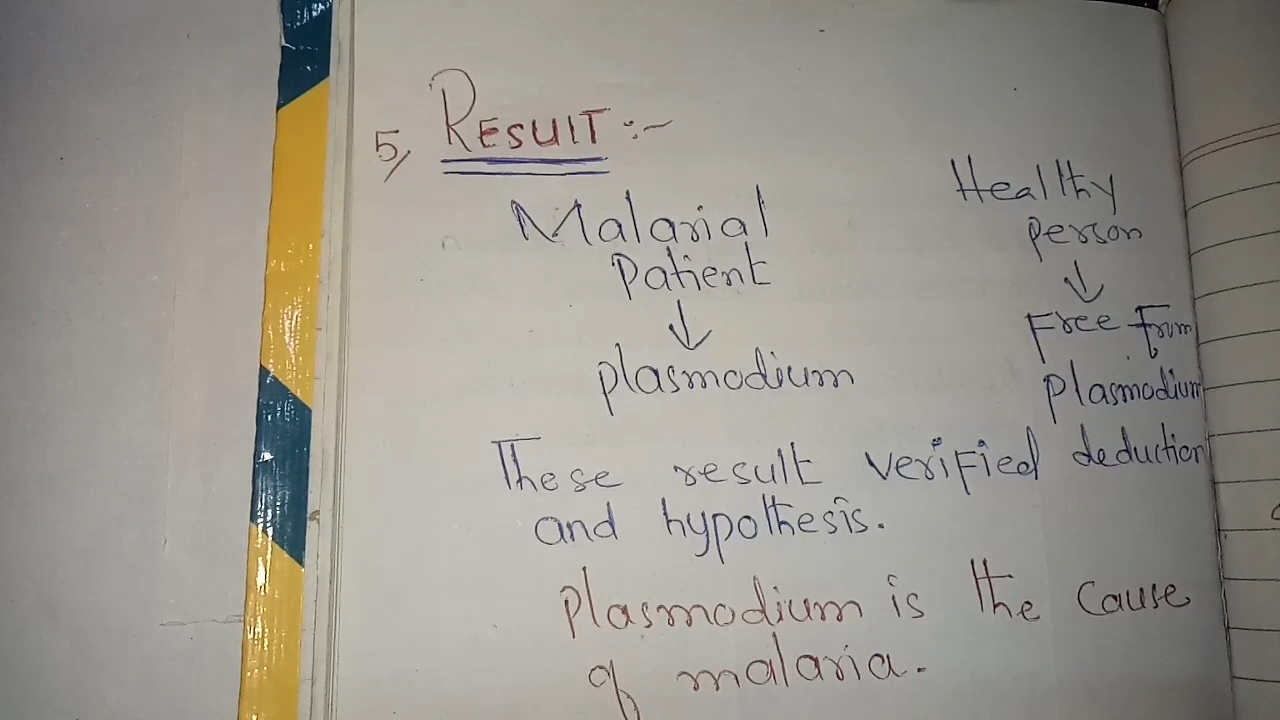 5, RESULT :-
Malarial
Patient
↓
plasmodium
Healthy
person
↓
Free from
plasmodium
These result verified deduction
and hypothesis.
plasmodium is the cause
of malaria.